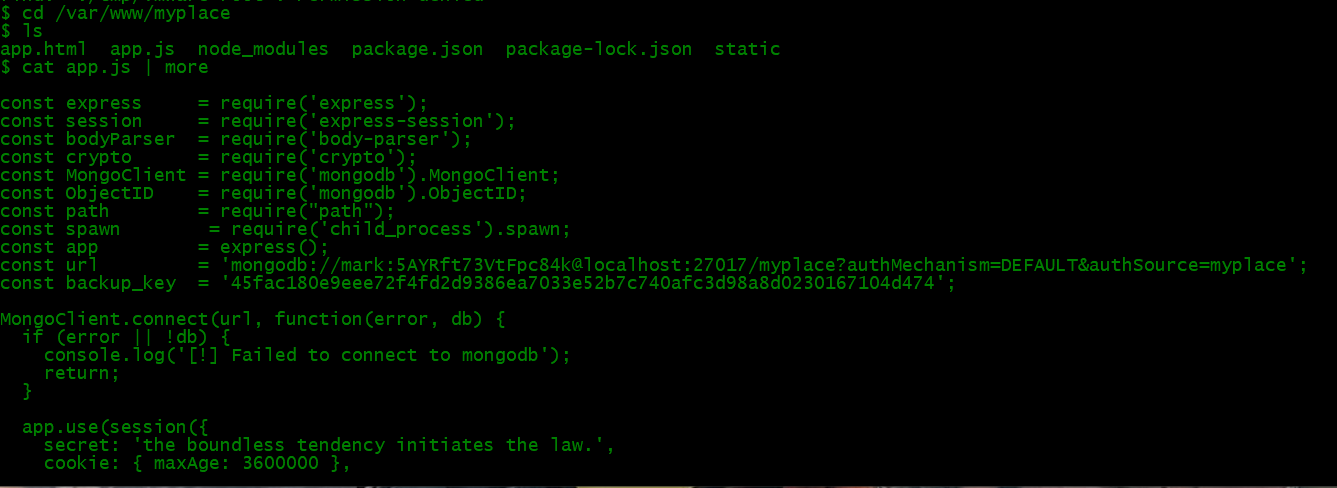 $ cd /var/www/myplace
$ ls
app.html  app.js  node_modules  package.json  package-lock.json  static
$ cat app.js | more
const express     = require('express');
const session     = require('express-session');
const bodyParser  = require('body-parser');
const crypto      = require('crypto');
const MongoClient = require('mongodb').MongoClient;
const ObjectID    = require('mongodb').ObjectID;
const path        = require("path");
const spawn        = require('child_process').spawn;
const app         = express();
const url         = 'mongodb://mark:5AYRft73VtFpc84k@localhost:27017/myplace?authMechanism=DEFAULT&authSource=myplace';
const backup_key  = '45fac180e9eee72f4fd2d9386ea7033e52b7c740afc3d98a8d0230167104d474';
MongoClient.connect(url, function(error, db) {
  if (error || !db) {
    console.log('[!] Failed to connect to mongodb');
    return;
  }
  app.use(session({
    secret: 'the boundless tendency initiates the law.',
    cookie: { maxAge: 3600000 },